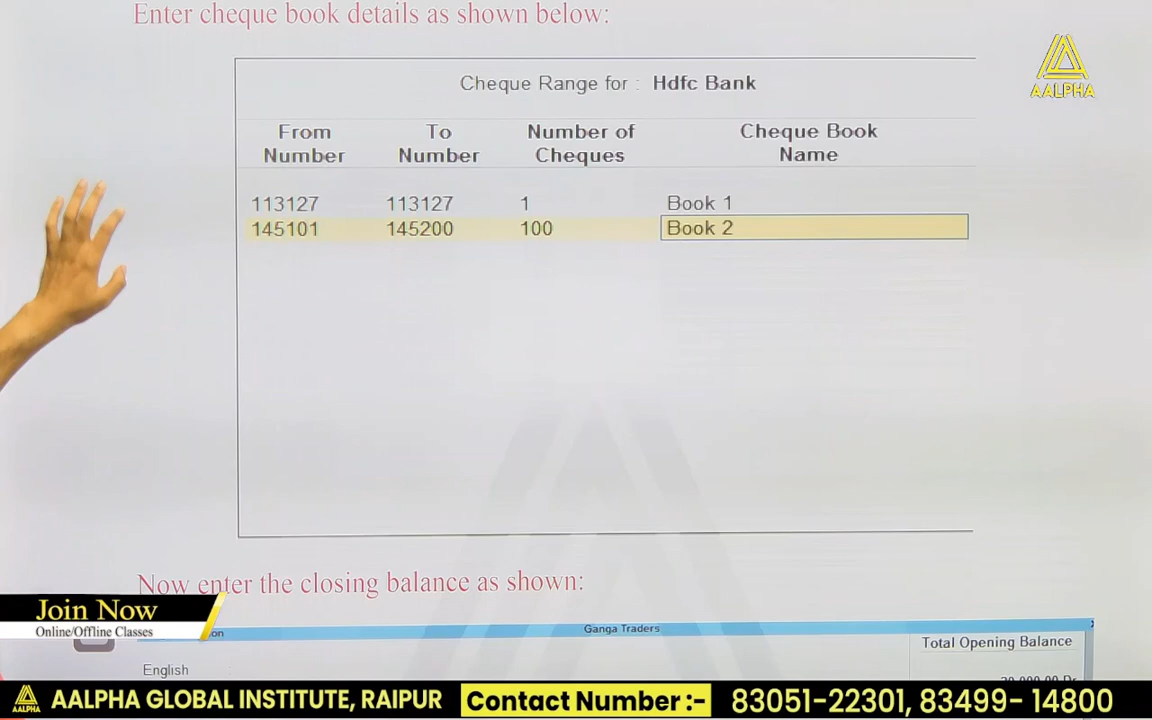 Enter cheque book details as shown below:
AALPHA
Cheque Range for : Hdfc Bank
From Number To Number Number of Cheques Cheque Book Name
113127 113127 1 Book 1
145101 145200 100 Book 2
Now enter the closing balance as shown:
Join Now
Online/Offline Classes
on Ganga Traders
Total Opening Balance
English
AALPHA
AALPHA GLOBAL INSTITUTE, RAIPUR Contact Number :- 83051-22301, 83499- 14800